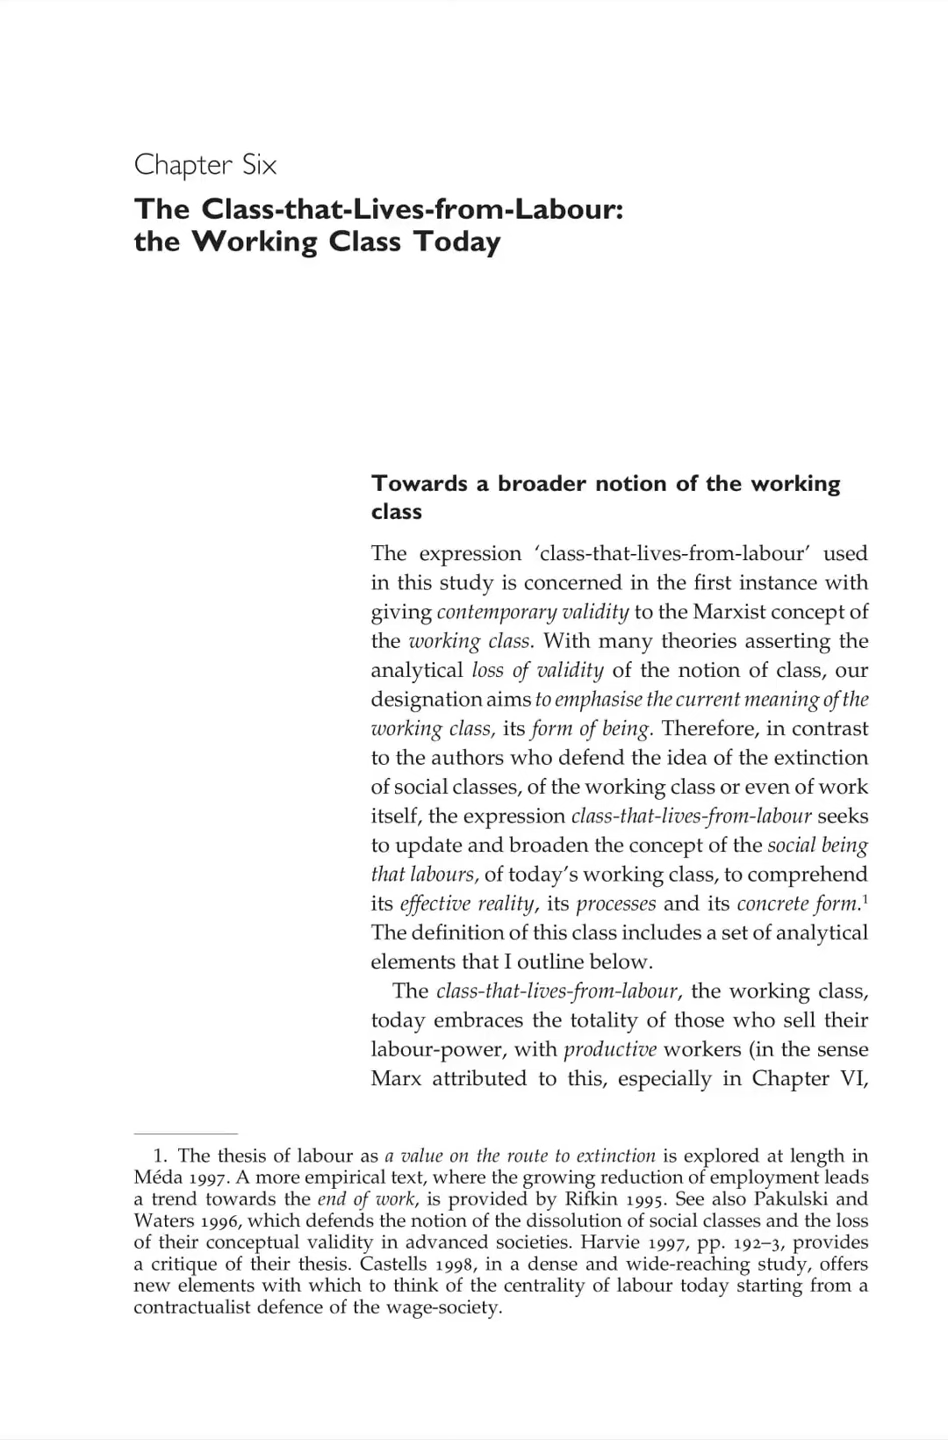 Chapter Six
The Class-that-Lives-from-Labour:
the Working Class Today
Towards a broader notion of the working
class
The expression ‘class-that-lives-from-labour’ used
in this study is concerned in the first instance with
giving contemporary validity to the Marxist concept of
the working class. With many theories asserting the
analytical loss of validity of the notion of class, our
designation aims to emphasise the current meaning of the
working class, its form of being. Therefore, in contrast
to the authors who defend the idea of the extinction
of social classes, of the working class or even of work
itself, the expression class-that-lives-from-labour seeks
to update and broaden the concept of the social being
that labours, of today’s working class, to comprehend
its effective reality, its processes and its concrete form.1
The definition of this class includes a set of analytical
elements that I outline below.
The class-that-lives-from-labour, the working class,
today embraces the totality of those who sell their
labour-power, with productive workers (in the sense
Marx attributed to this, especially in Chapter VI,
1. The thesis of labour as a value on the route to extinction is explored at length in
Méda 1997. A more empirical text, where the growing reduction of employment leads
a trend towards the end of work, is provided by Rifkin 1995. See also Pakulski and
Waters 1996, which defends the notion of the dissolution of social classes and the loss
of their conceptual validity in advanced societies. Harvie 1997, pp. 192–3, provides
a critique of their thesis. Castells 1998, in a dense and wide-reaching study, offers
new elements with which to think of the centrality of labour today starting from a
contractualist defence of the wage-society.